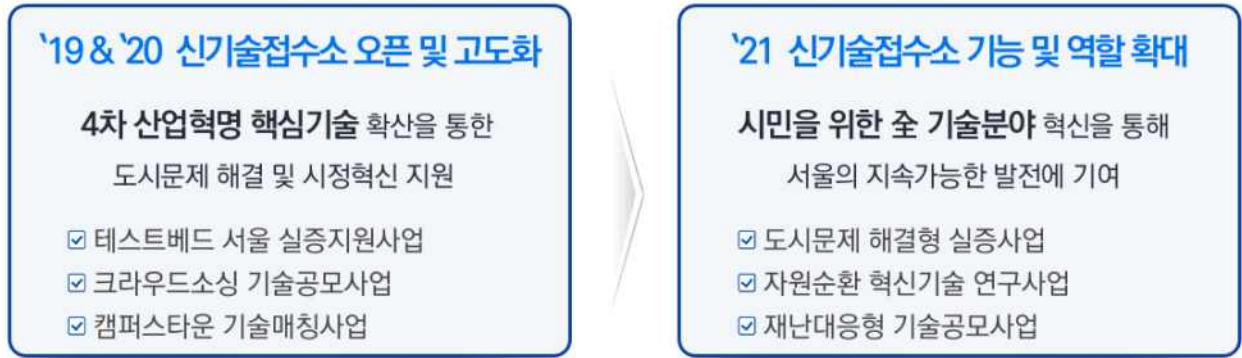 `19 & `20 신기술접수소 오픈 및 고도화
4차 산업혁명 핵심기술 확산을 통한
도시문제 해결 및 시정혁신 지원
테스트베드 서울 실증지원사업
크라우드소싱 기술공모사업
캠퍼스타운 기술매칭사업
`21 신기술접수소 기능 및 역할 확대
시민을 위한 全 기술분야 혁신을 통해
서울의 지속가능한 발전에 기여
도시문제 해결형 실증사업
자원순환 혁신기술 연구사업
재난대응형 기술공모사업